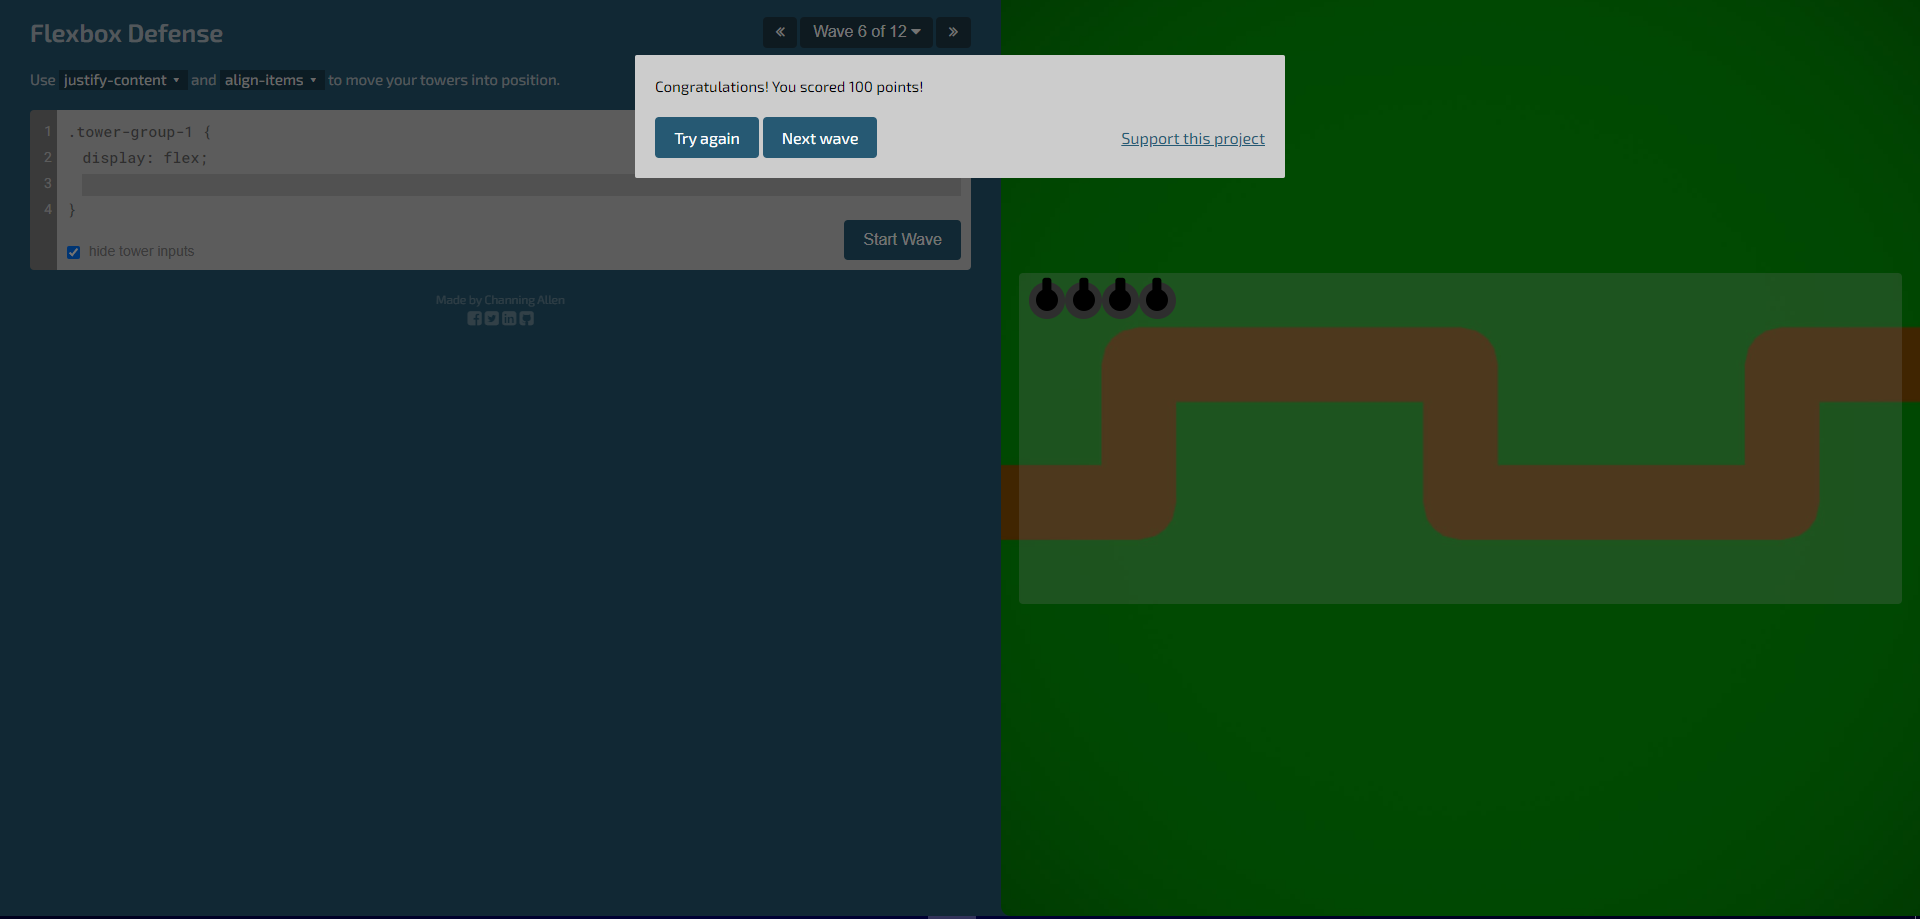 Flexbox Defense
« Wave 6 of 12 »
Use justify-content and align-items to move your towers into position.
Congratulations! You scored 100 points!
Try again Next wave Support this project
1 .tower-group-1 {
2 display: flex;
3
4 }
hide tower inputs
Start Wave
Made by Channing Allen